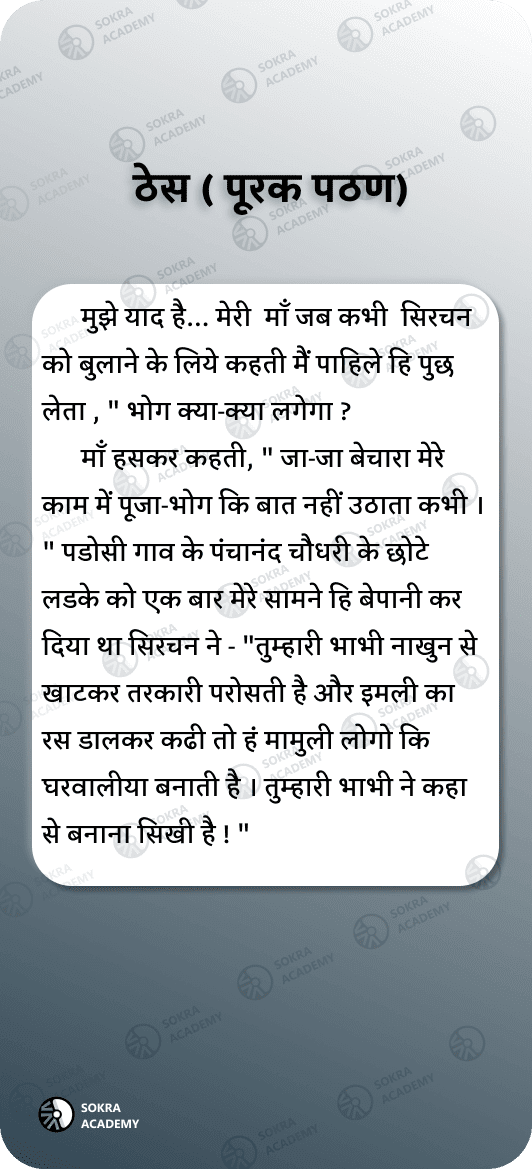 ठेस ( पूरक पठण)
मुझे याद है... मेरी माँ जब कभी सिरचन
को बुलाने के लिये कहती मैं पाहिले हि पुछ
लेता , " भोग क्या-क्या लगेगा ?
माँ हसकर कहती, " जा-जा बेचारा मेरे
काम में पूजा-भोग कि बात नहीं उठाता कभी ।
" पडोसी गाव के पंचानंद चौधरी के छोटे
लडके को एक बार मेरे सामने हि बेपानी कर
दिया था सिरचन ने - "तुम्हारी भाभी नाखुन से
खाटकर तरकारी परोसती है और इमली का
रस डालकर कढी तो हं मामुली लोगो कि
घरवालीया बनाती है । तुम्हारी भाभी ने कहा
से बनाना सिखी है ! "
SOKRA
ACADEMY